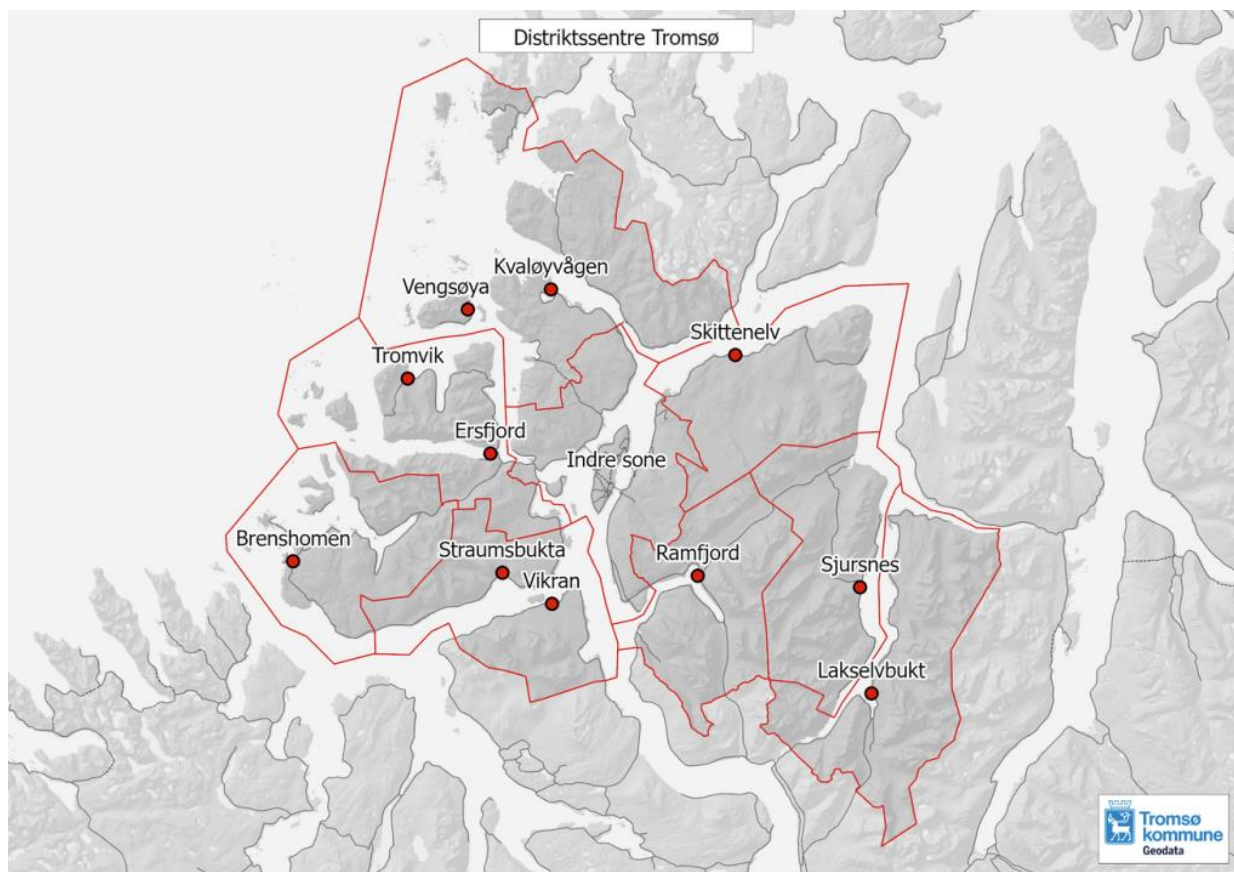 Distriktssentre Tromsø
Kvaløyvågen
Vengsøya
Skittenelv
Tromvik
Ersfjord
Indre sone
Brenshomen
Straumsbukta
Ramfjord
Vikran
Sjursnes
Lakselvbukt
Tromsø
kommune
Geodata